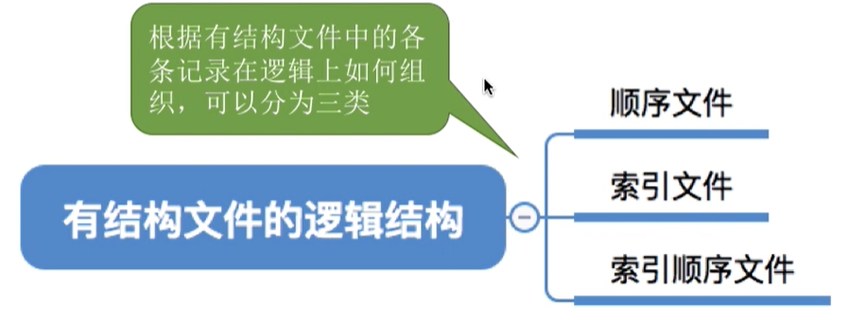 根据有结构文件中的各
条记录在逻辑上如何组
织，可以分为三类
有结构文件的逻辑结构
顺序文件
索引文件
索引顺序文件